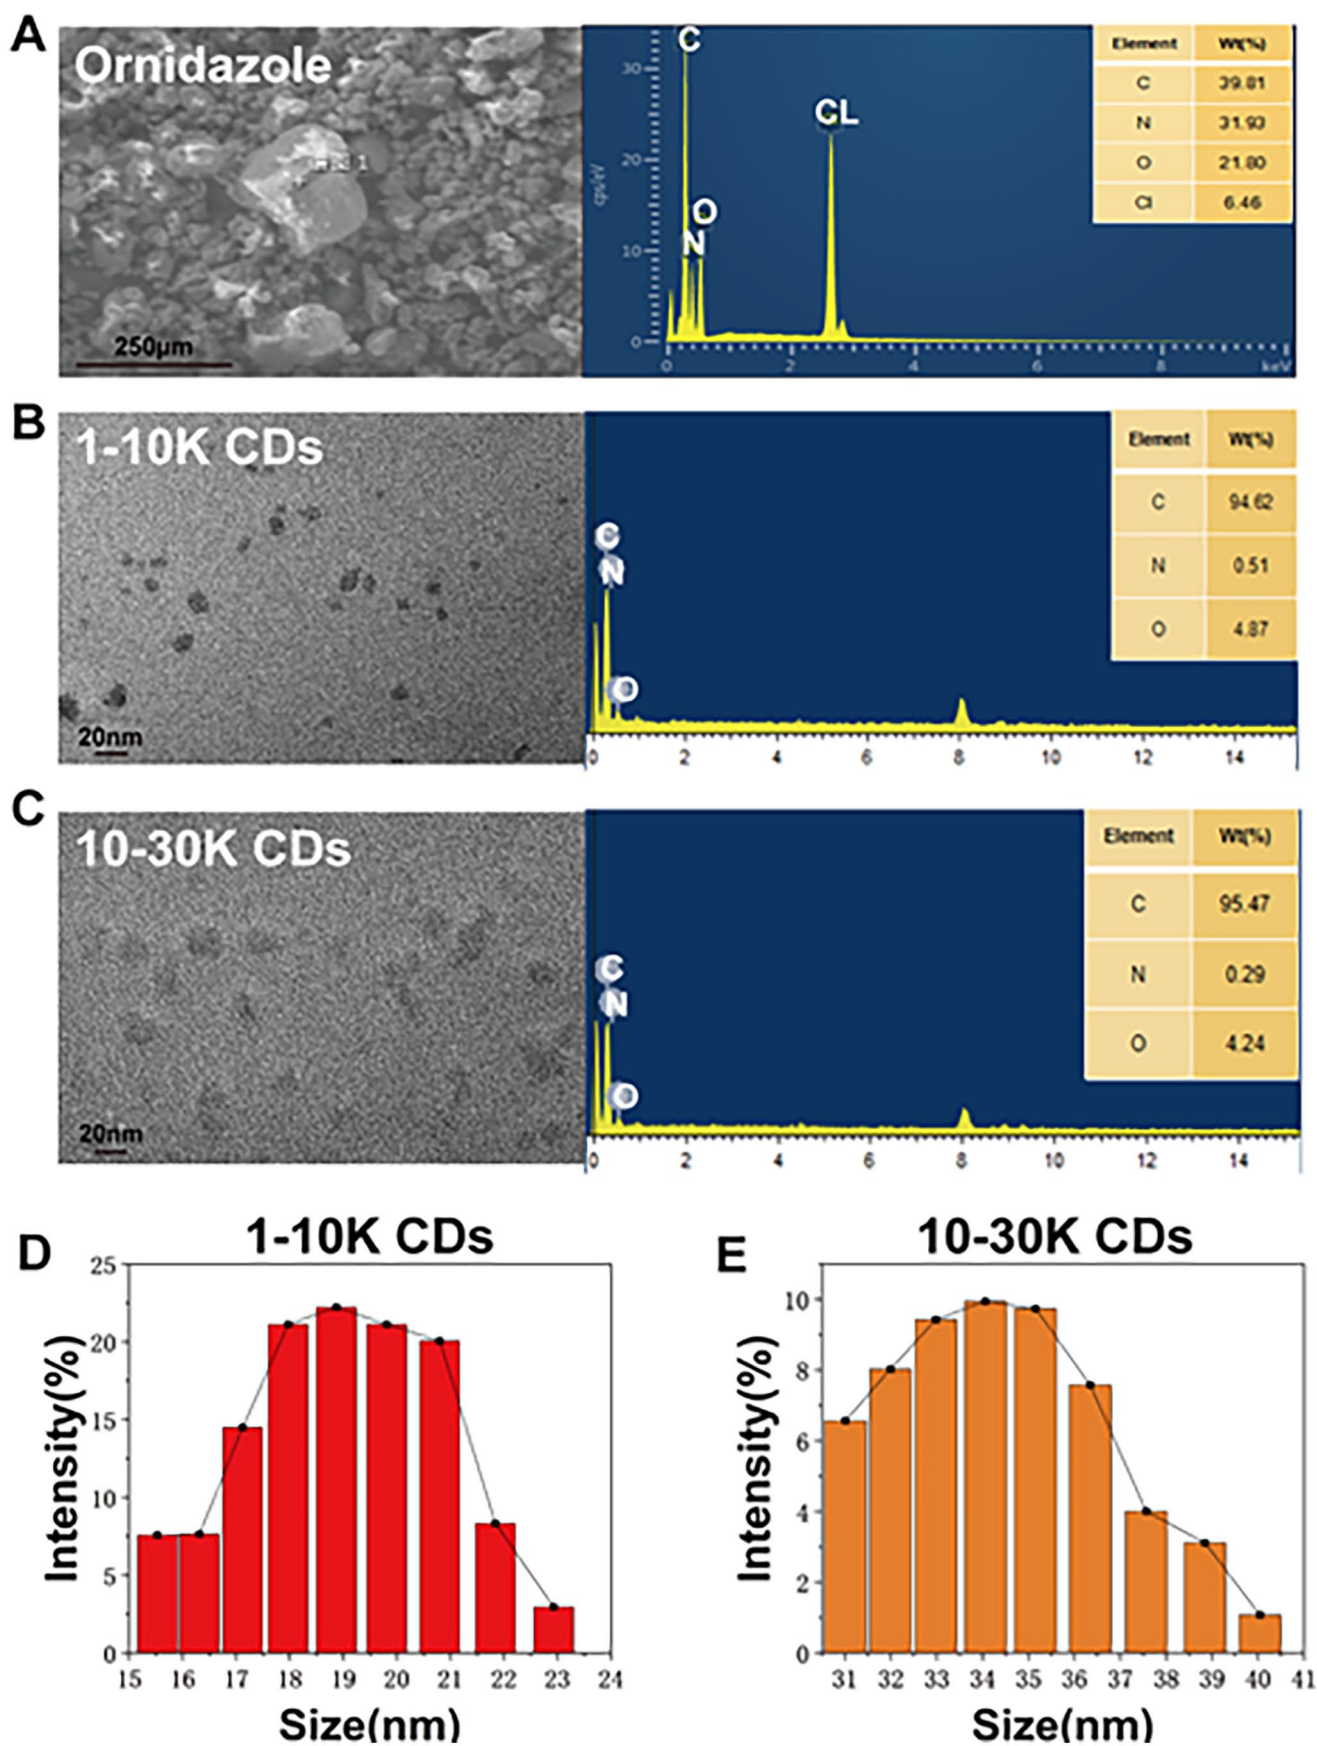 A
Ornidazole
250μm
C
CL
O
N
30
20
10
0
cps/eV
0 2 4 6 8 keV
Element Wt(%)
C 39.81
N 31.93
O 21.80
Cl 6.46
B
1-10K CDs
20nm
C
N
O
0 2 4 6 8 10 12 14
Element Wt(%)
C 94.62
N 0.51
O 4.87
C
10-30K CDs
20nm
C
N
O
0 2 4 6 8 10 12 14
Element Wt(%)
C 95.47
N 0.29
O 4.24
D
1-10K CDs
Intensity(%)
25
20
15
10
5
0
15 16 17 18 19 20 21 22 23 24
Size(nm)
E
10-30K CDs
Intensity(%)
10
8
6
4
2
0
31 32 33 34 35 36 37 38 39 40 41
Size(nm)